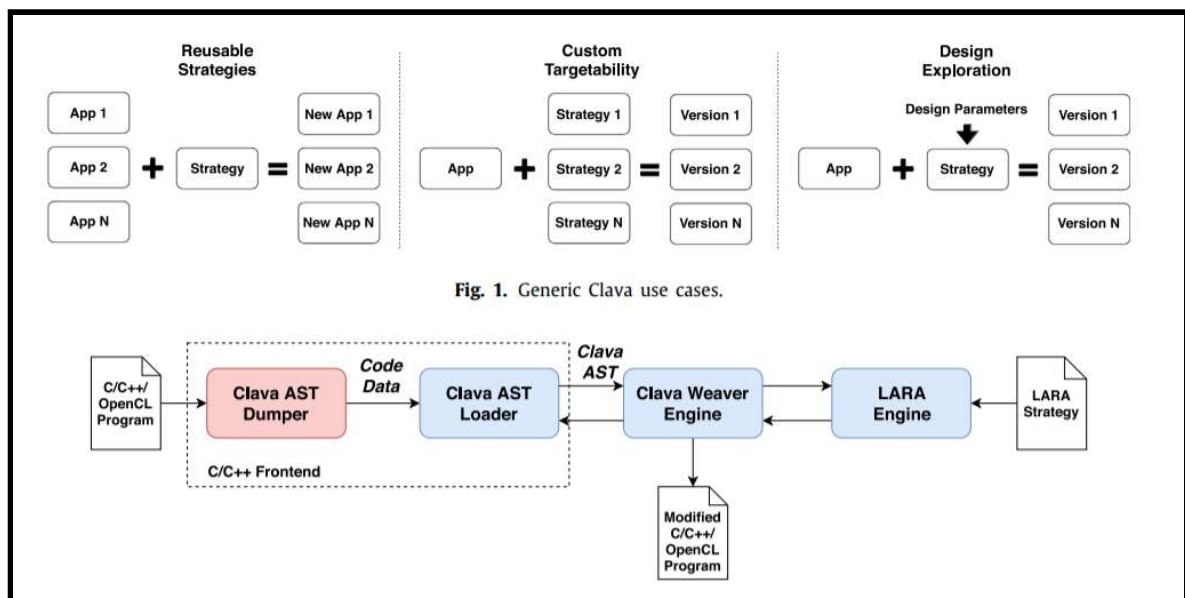 Reusable
Strategies
App 1
App 2
App N
+
Strategy
=
New App 1
New App 2
New App N
Custom
Targetability
App
+
Strategy 1
Strategy 2
Strategy N
=
Version 1
Version 2
Version N
Design
Exploration
Design Parameters
App
+
Strategy
=
Version 1
Version 2
Version N
Fig. 1. Generic Clava use cases.
C/C++/
OpenCL
Program
Clava AST
Dumper
Code
Data
Clava AST
Loader
C/C++ Frontend
Clava
AST
Clava Weaver
Engine
LARA
Engine
LARA
Strategy
Modified
C/C++/
OpenCL
Program